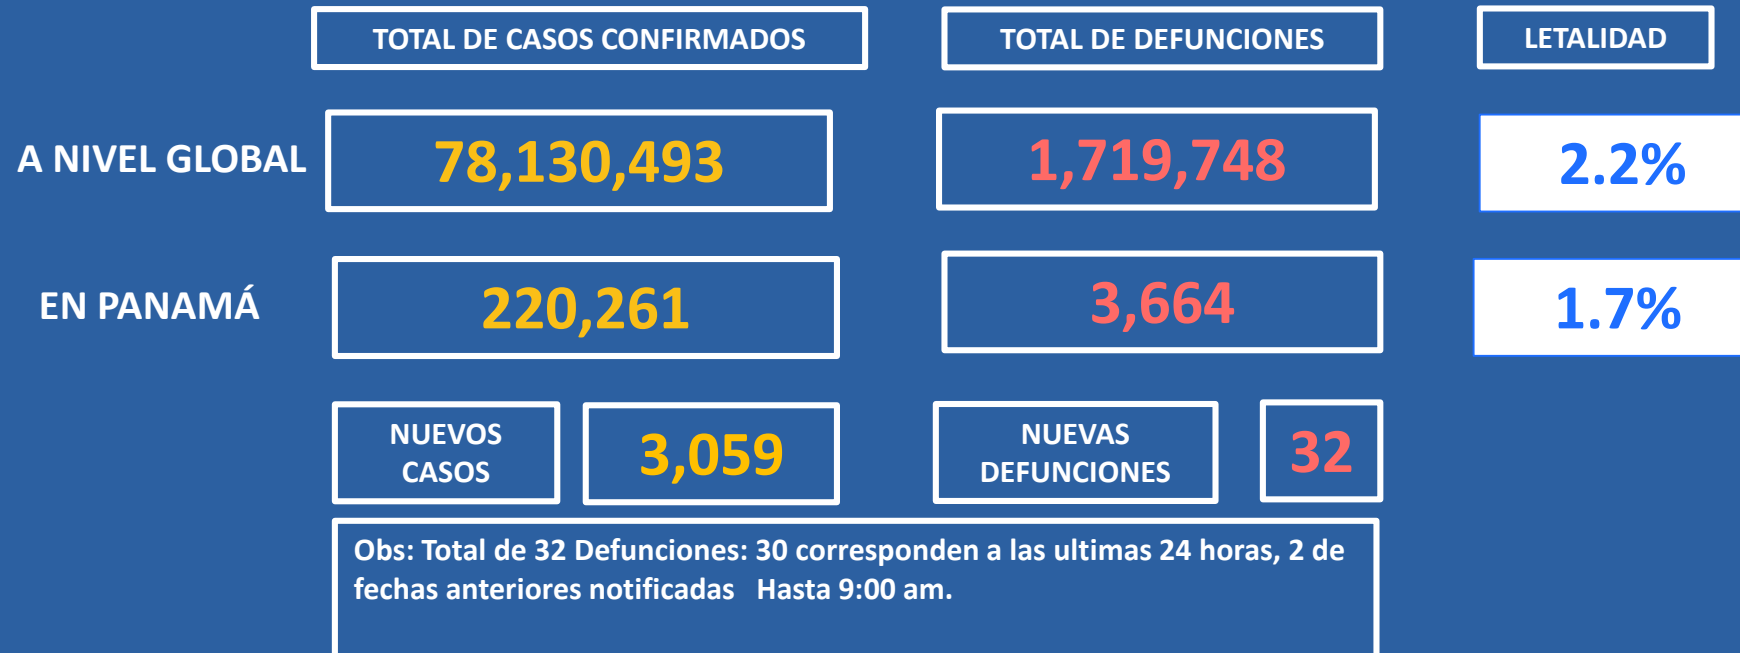 TOTAL DE CASOS CONFIRMADOS
TOTAL DE DEFUNCIONES
LETALIDAD
A NIVEL GLOBAL
78,130,493
1,719,748
2.2%
EN PANAMÁ
220,261
3,664
1.7%
NUEVOS
CASOS
3,059
NUEVAS
DEFUNCIONES
32
Obs: Total de 32 Defunciones: 30 corresponden a las ultimas 24 horas, 2 de
fechas anteriores notificadas   Hasta 9:00 am.